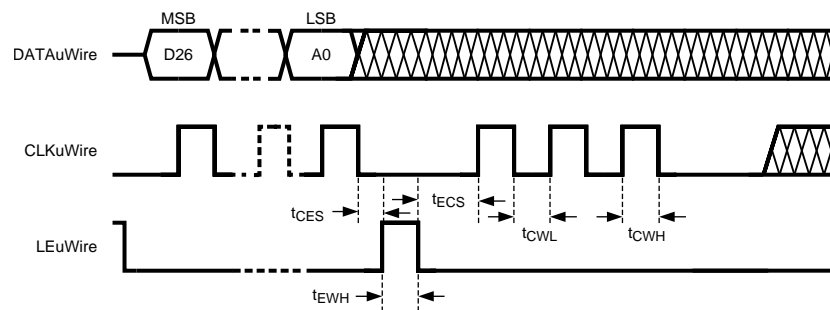 MSB LSB
DATAuWire D26 A0
CLKuWire
tCES tECS tCWL tCWH
LEuWire
tEWH